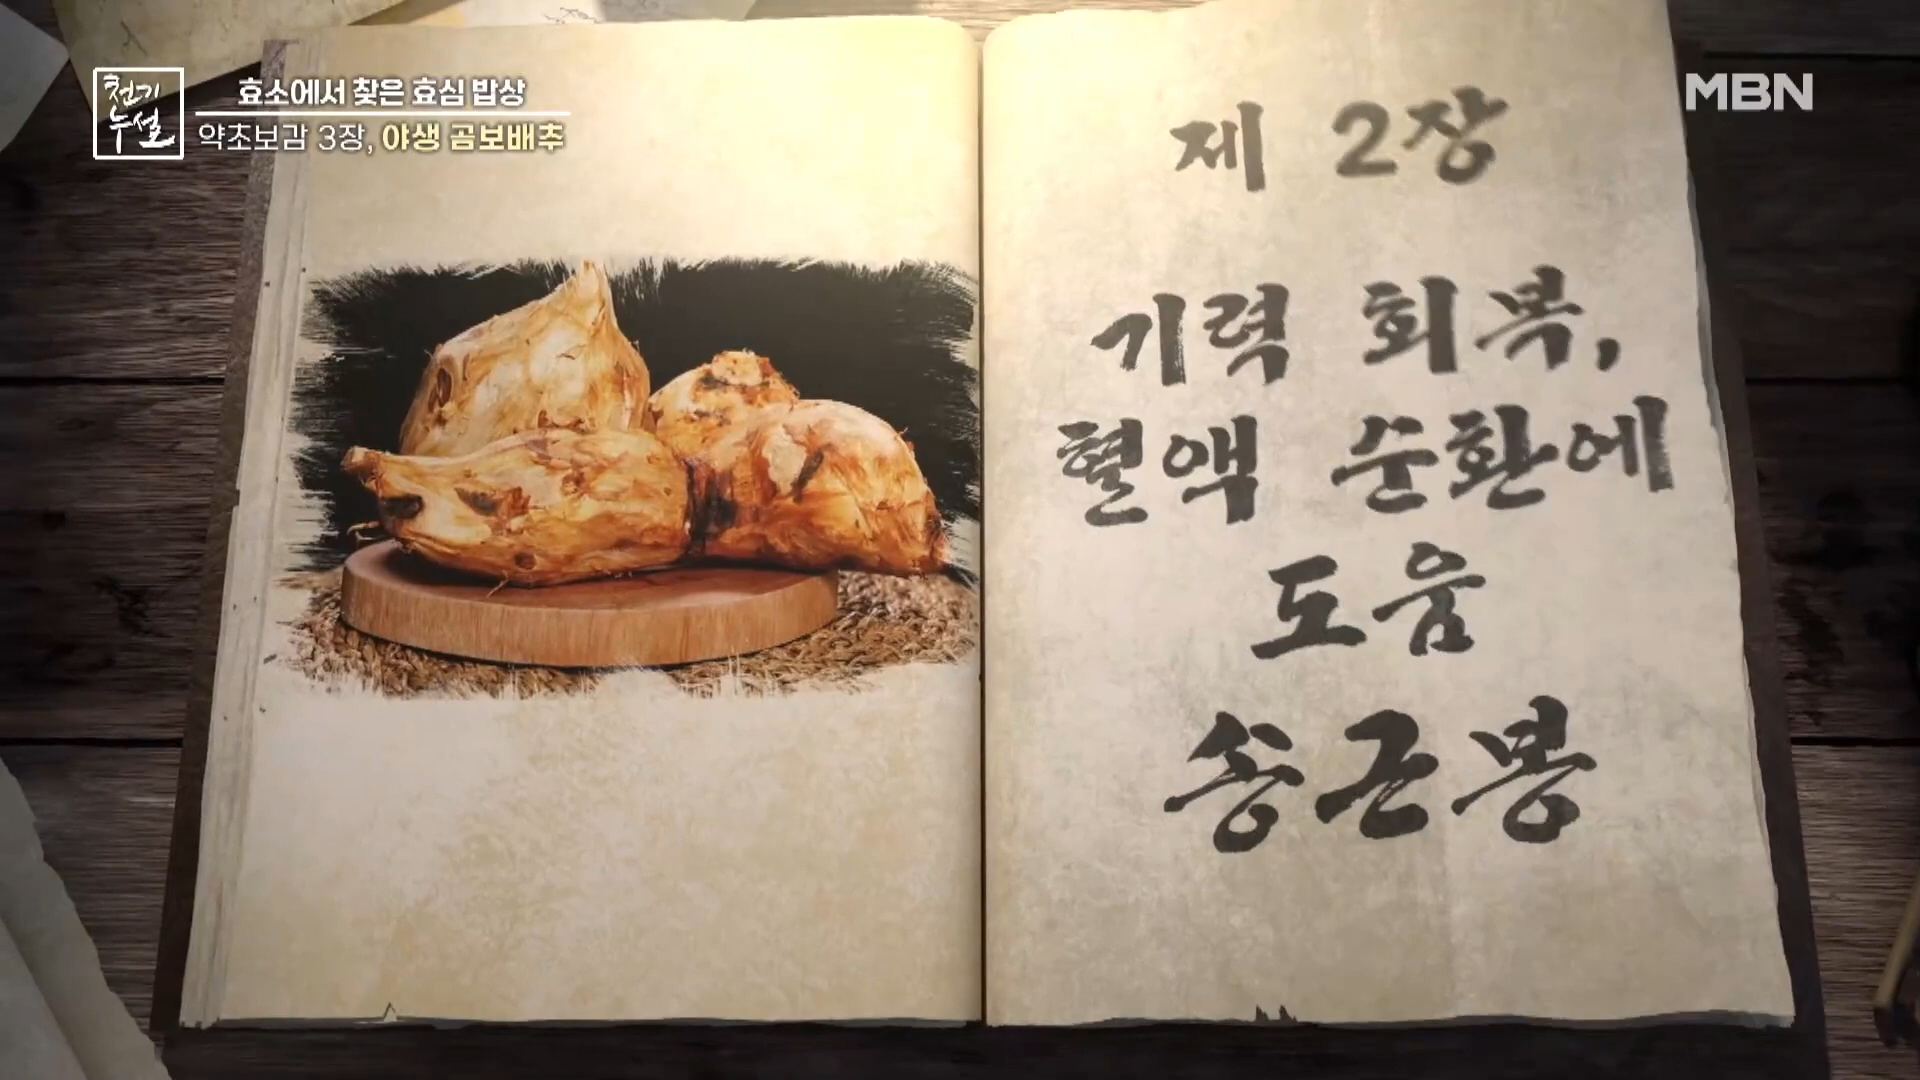 천기누설
효소에서 찾은 효심 밥상
약초보감 3장, 야생 곰보배추
MBN
제 2장
기력 회복,
혈액 순환에
도움
송근봉